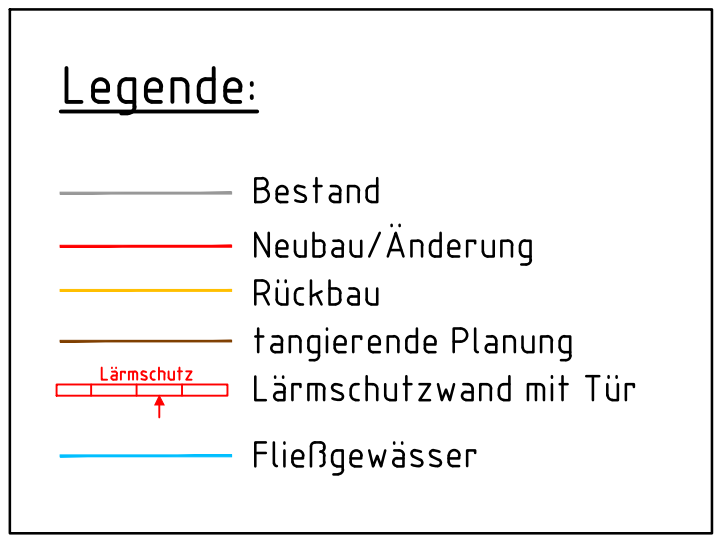 Legende:
Bestand
Neubau/Änderung
Rückbau
tangierende Planung
Lärmschutz
Lärmschutzwand mit Tür
Fließgewässer